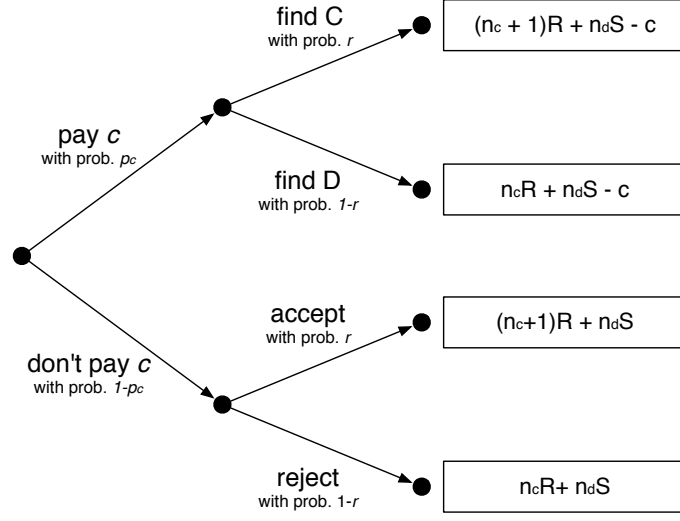 find C
with prob. r
(nc + 1)R + ndS - c
pay c
with prob. pc
find D
with prob. 1-r
ncR + ndS - c
accept
with prob. r
(nc+1)R + ndS
don't pay c
with prob. 1-pc
reject
with prob. 1-r
ncR+ ndS